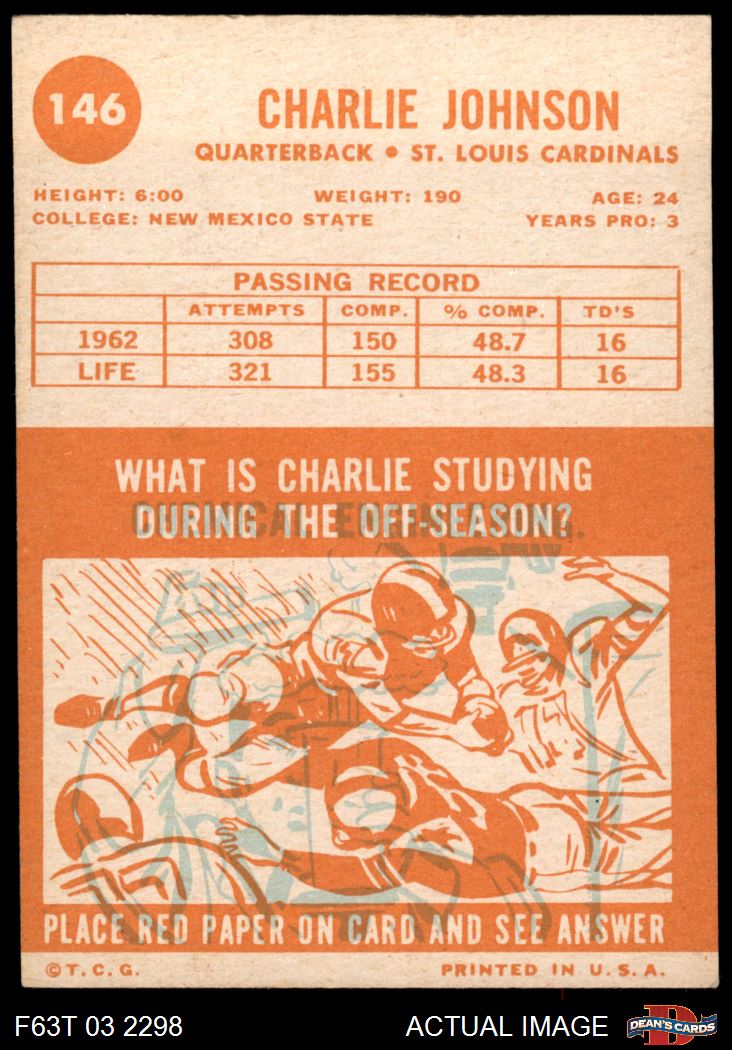 146
CHARLIE JOHNSON
QUARTERBACK • ST. LOUIS CARDINALS
HEIGHT: 6:00 WEIGHT: 190 AGE: 24
COLLEGE: NEW MEXICO STATE YEARS PRO: 3
PASSING RECORD
ATTEMPTS COMP. % COMP. TD'S
1962 308 150 48.7 16
LIFE 321 155 48.3 16
WHAT IS CHARLIE STUDYING
DURING THE OFF-SEASON?
CHEMICAL
PLACE RED PAPER ON CARD AND SEE ANSWER
©T.C.G. PRINTED IN U.S.A.
F63T 03 2298 ACTUAL IMAGE DEAN'S CARDS